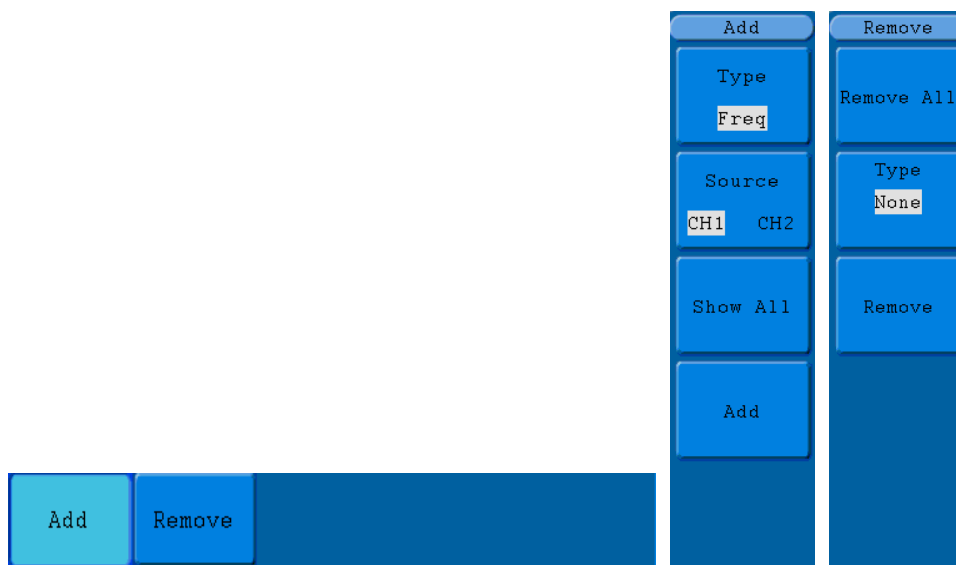 Add
Type
Freq
Source
CH1 CH2
Show All
Add
Remove
Remove All
Type
None
Remove
Add Remove